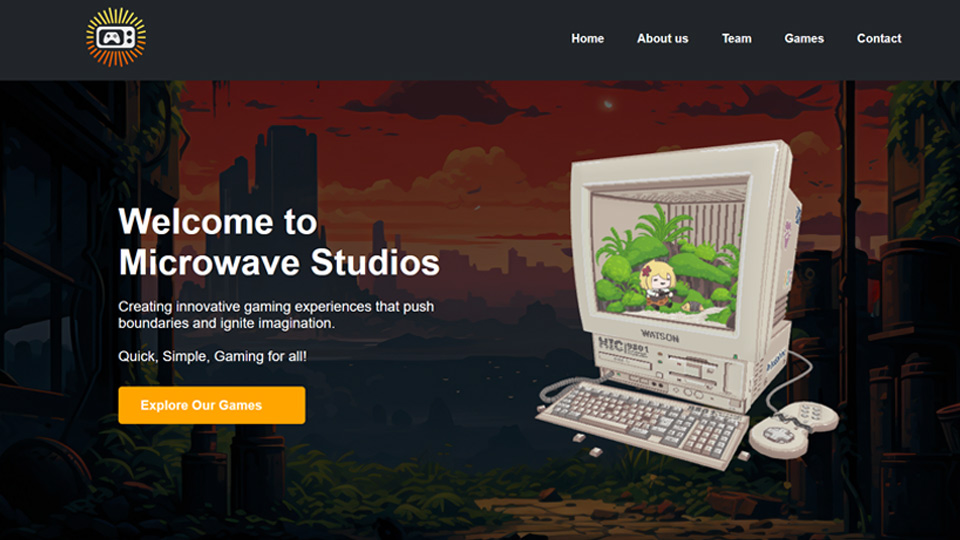 Home About us Team Games Contact
Welcome to
Microwave Studios
Creating innovative gaming experiences that push
boundaries and ignite imagination.
Quick, Simple, Gaming for all!
Explore Our Games
WATSON